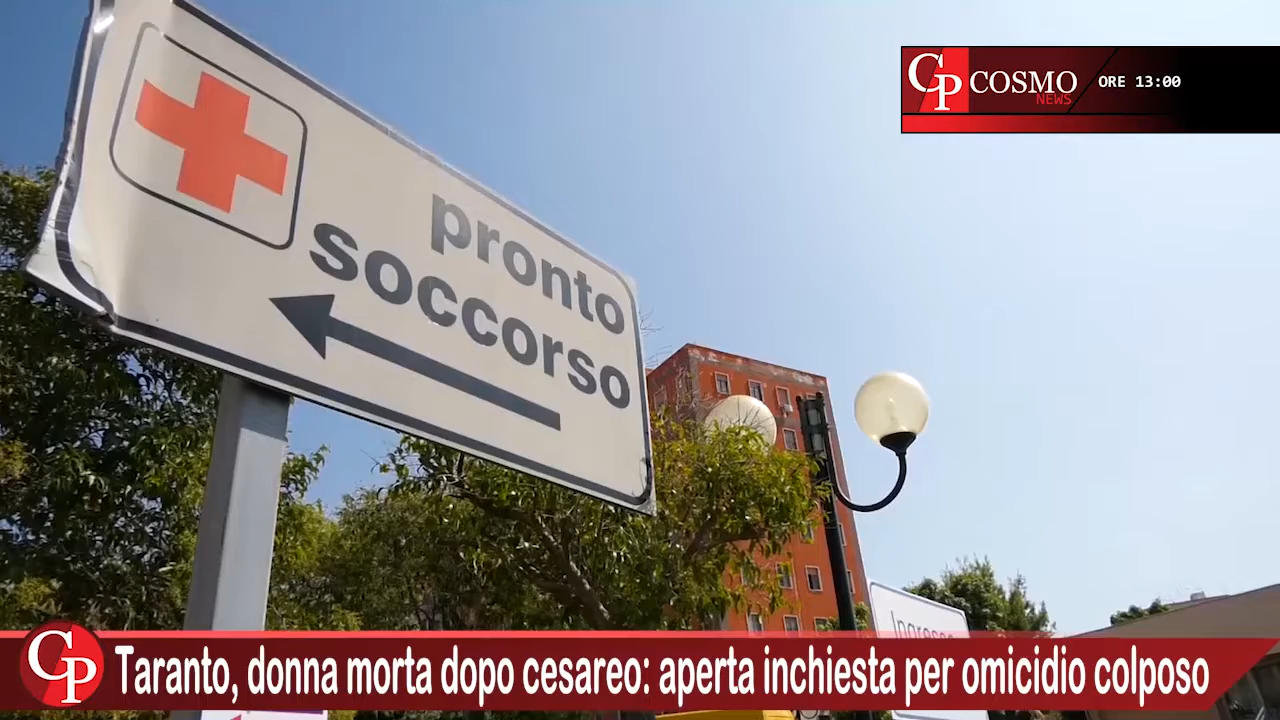 CP COSMO
NEWS
ORE 13:00
pronto
soccorso
Ingresso
CP Taranto, donna morta dopo cesareo: aperta inchiesta per omicidio colposo